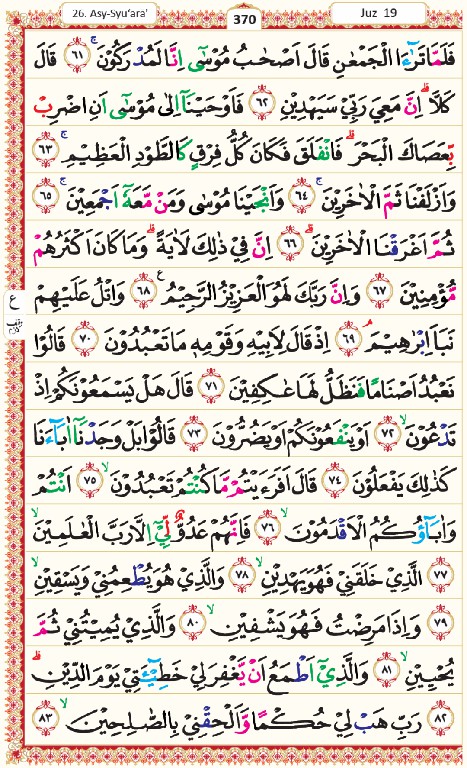 26. Asy-Syu‘ara'
370
Juz 19
فَلَمَّا تَرٰۤءَا الْجَمْعٰنِ قَالَ اَصْحٰبُ مُوْسٰٓى اِنَّا لَمُدْرَكُوْنَ ۚ ٦١ قَالَ
كَلَّاۗ اِنَّ مَعِيَ رَبِّيْ سَيَهْدِيْنِ ٦٢ فَاَوْحَيْنَآ اِلٰى مُوْسٰٓى اَنِ اضْرِبْ
بِّعَصَاكَ الْبَحْرَۗ فَانْفَلَقَ فَكَانَ كُلُّ فِرْقٍ كَالطَّوْدِ الْعَظِيْمِ ۚ ٦٣
وَاَزْلَفْنَا ثَمَّ الْاٰخَرِيْنَ ۚ ٦٤ وَاَنْجَيْنَا مُوْسٰى وَمَنْ مَّعَهٗٓ اَجْمَعِيْنَ ۚ ٦٥
ثُمَّ اَغْرَقْنَا الْاٰخَرِيْنَ ۗ ٦٦ اِنَّ فِيْ ذٰلِكَ لَاٰيَةً ۗوَمَا كَانَ اَكْثَرُهُمْ
مُّؤْمِنِيْنَ ٦٧ وَاِنَّ رَبَّكَ لَهُوَ الْعَزِيْزُ الرَّحِيْمُ ࣖ ٦٨ وَاتْلُ عَلَيْهِمْ
ع
نَبَاَ اِبْرٰهِيْمَ ۘ ٦٩ اِذْ قَالَ لِاَبِيْهِ وَقَوْمِهٖ مَا تَعْبُدُوْنَ ٧٠ قَالُوْا
نَعْبُدُ اَصْنَامًا فَنَظَلُّ لَهَا عٰكِفِيْنَ ٧١ قَالَ هَلْ يَسْمَعُوْنَكُمْ اِذْ
تَدْعُوْنَ ۙ ٧٢ اَوْ يَنْفَعُوْنَكُمْ اَوْ يَضُرُّوْنَ ٧٣ قَالُوْا بَلْ وَجَدْنَآ اٰبَاۤءَنَا
كَذٰلِكَ يَفْعَلُوْنَ ٧٤ قَالَ اَفَرَءَيْتُمْ مَّا كُنْتُمْ تَعْبُدُوْنَ ۙ ٧٥ اَنْتُمْ
وَاٰبَاۤؤُكُمُ الْاَقْدَمُوْنَ ۙ ٧٦ فَاِنَّهُمْ عَدُوٌّ لِّيْٓ اِلَّا رَبَّ الْعٰلَمِيْنَ ۙ
٧٧ الَّذِيْ خَلَقَنِيْ فَهُوَ يَهْدِيْنِ ۙ ٧٨ وَالَّذِيْ هُوَ يُطْعِمُنِيْ وَيَسْقِيْنِ ۙ
٧٩ وَاِذَا مَرِضْتُ فَهُوَ يَشْفِيْنِ ۙ ٨٠ وَالَّذِيْ يُمِيْتُنِيْ ثُمَّ
يُحْيِيْنِ ۙ ٨١ وَالَّذِيْٓ اَطْمَعُ اَنْ يَّغْفِرَ لِيْ خَطِيْۤـَٔتِيْ يَوْمَ الدِّيْنِ ۗ
٨٢ رَبِّ هَبْ لِيْ حُكْمًا وَّاَلْحِقْنِيْ بِالصّٰلِحِيْنَ ۙ ٨٣